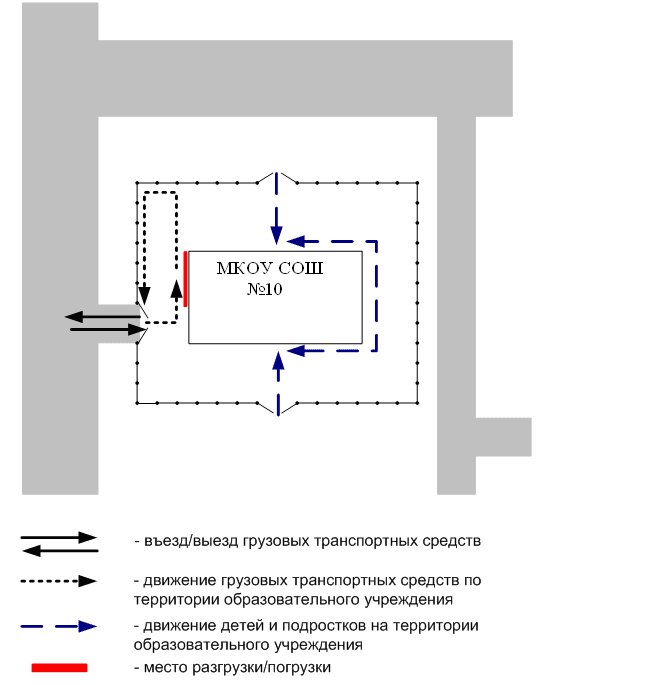 МКОУ СОШ
№10
- въезд/выезд грузовых транспортных средств
- движение грузовых транспортных средств по
территории образовательного учреждения
- движение детей и подростков на территории
образовательного учреждения
- место разгрузки/погрузки